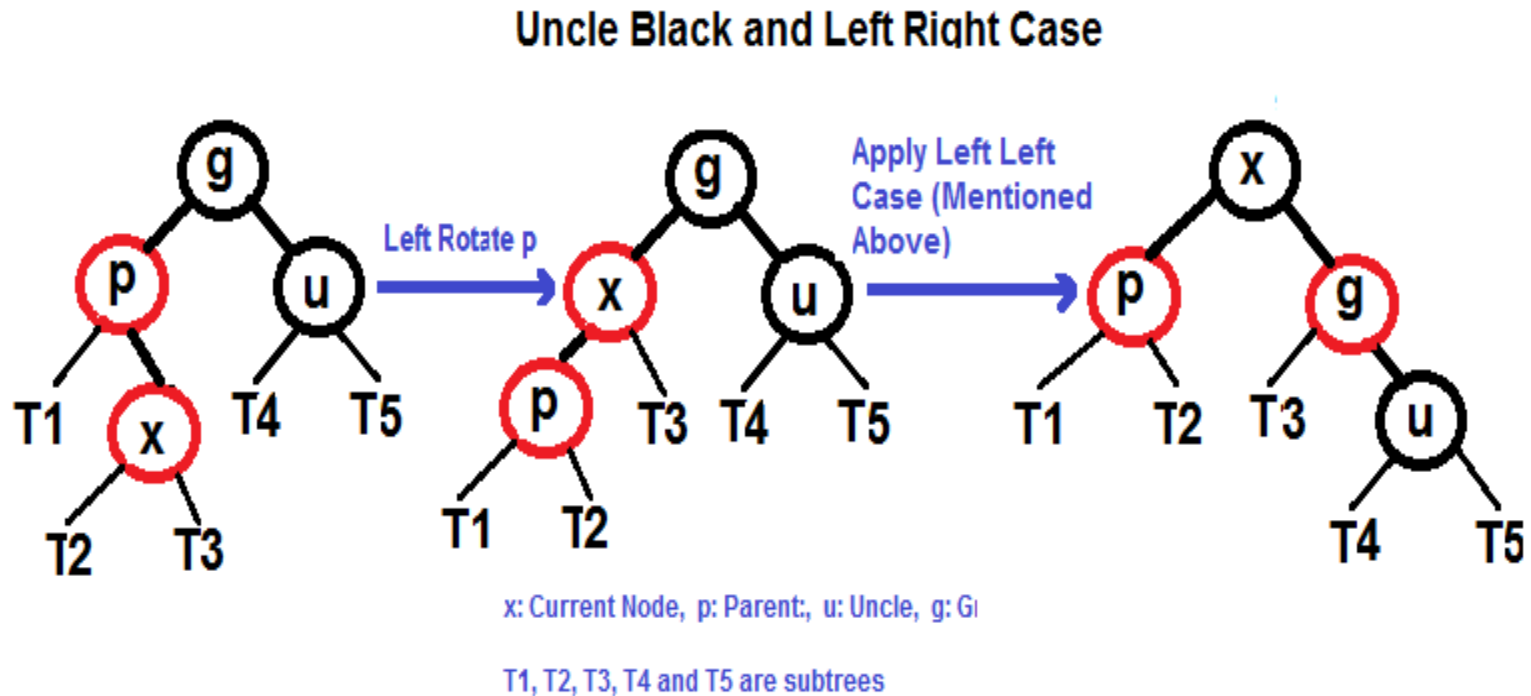 Uncle Black and Left Right Case
g
p
u
T1
x
T4
T5
T2
T3
Left Rotate p
g
x
u
p
T3
T4
T5
T1
T2
Apply Left Left
Case (Mentioned
Above)
x
p
g
T1
T2
T3
u
T4
T5
x: Current Node, p: Parent:, u: Uncle, g:
T1, T2, T3, T4 and T5 are subtrees